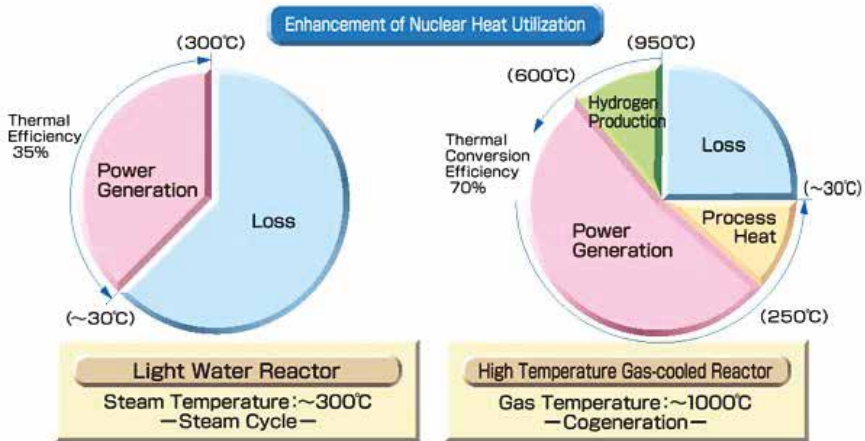 Enhancement of Nuclear Heat Utilization
(300℃)
Thermal
Efficiency
35%
Power
Generation
Loss
(~30℃)
Light Water Reactor
Steam Temperature:~300℃
—Steam Cycle—
(950℃)
(600℃)
Hydrogen
Production
Loss
Thermal
Conversion
Efficiency
70%
(~30℃)
Process
Heat
Power
Generation
(250℃)
High Temperature Gas-cooled Reactor
Gas Temperature:~1000℃
—Cogeneration—